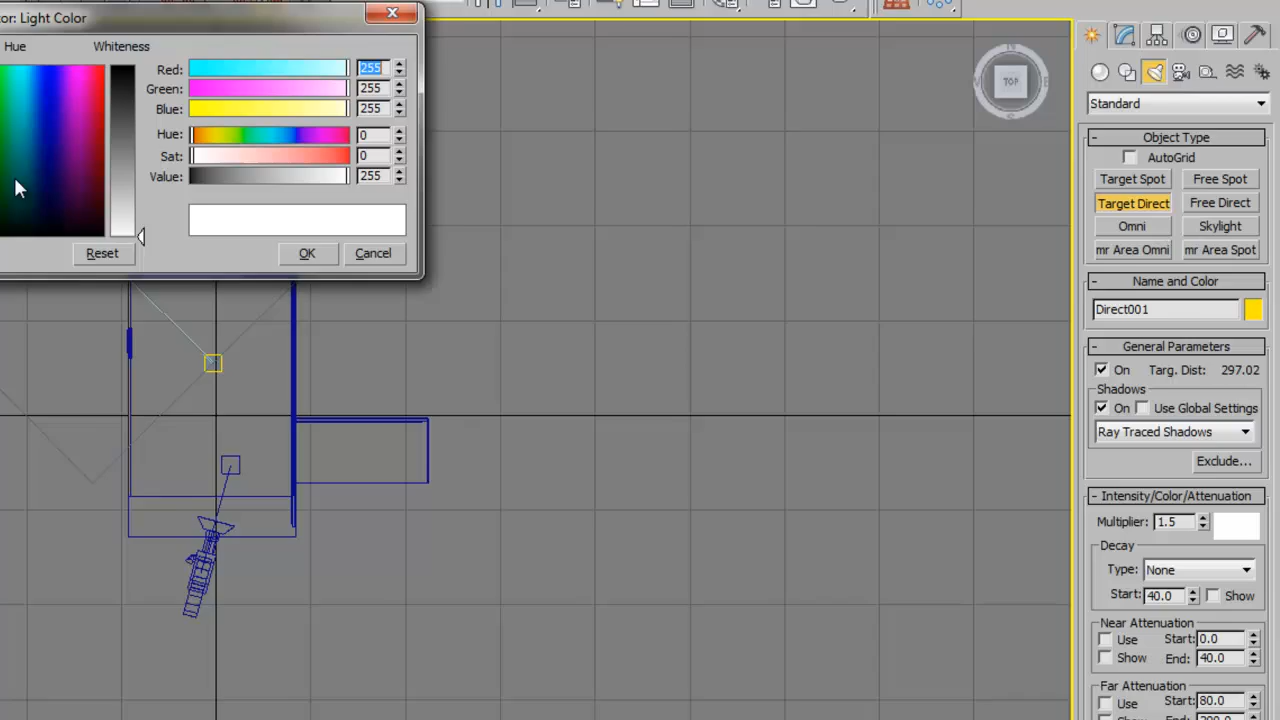 or: Light Color
Hue
Whiteness
Red: 255
Green: 255
Blue: 255
Hue: 0
Sat: 0
Value: 255
Reset
OK
Cancel
TOP
Standard
- Object Type
AutoGrid
Target Spot
Free Spot
Target Direct
Free Direct
Omni
Skylight
mr Area Omni
mr Area Spot
- Name and Color
Direct001
- General Parameters
On Targ. Dist: 297.02
Shadows
On Use Global Settings
Ray Traced Shadows
Exclude...
- Intensity/Color/Attenuation
Multiplier: 1.5
Decay
Type: None
Start: 40.0 Show
Near Attenuation
Use Start: 0.0
Show End: 40.0
Far Attenuation
Use Start: 80.0